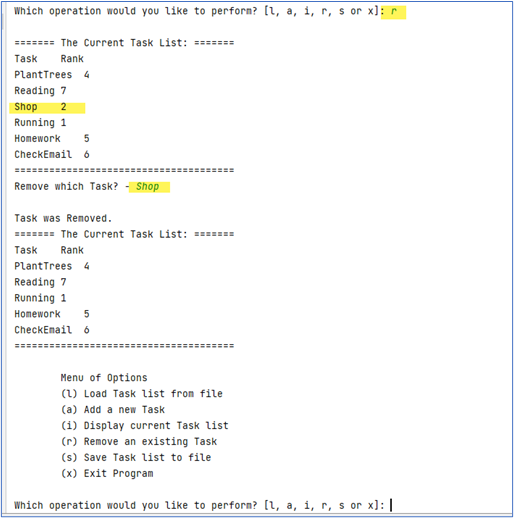 Which operation would you like to perform? [l, a, i, r, s or x]: r
======= The Current Task List: =======
Task    Rank
PlantTrees  4
Reading 7
Shop    2
Running 1
Homework    5
CheckEmail  6
======================================
Remove which Task? - Shop
Task was Removed.
======= The Current Task List: =======
Task    Rank
PlantTrees  4
Reading 7
Running 1
Homework    5
CheckEmail  6
======================================
Menu of Options
(l) Load Task list from file
(a) Add a new Task
(i) Display current Task list
(r) Remove an existing Task
(s) Save Task list to file
(x) Exit Program
Which operation would you like to perform? [l, a, i, r, s or x]: